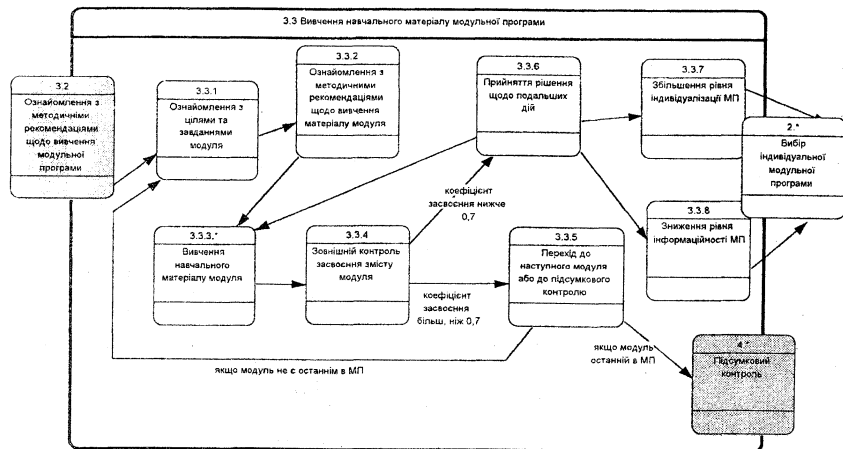 3.3 Вивчення навчального матеріалу модульної програми
3.2
Ознайомлення з
методичніми
рекомендаціями
щодо вивчення
модульної
програми
3.3.1
Ознайомлення з
цілями та
завданнями
модуля
3.3.2
Ознайомлення з
методичними
рекомендаціями
щодо вивчення
матеріалу модуля
3.3.6
Прийняття рішення
щодо подальших
дій
3.3.7
Збільшення рівня
індивідуалізації МП
2.*
Вибір
індивідуальної
модульної
програми
коефіцієнт
засвоєння нижче
0,7
3.3.3.*
Вивчення
навчального
матеріалу модуля
3.3.4
Зовнішній контроль
засвоєння змісту
модуля
3.3.5
Перехід до
наступного модуля
або до підсумкового
контролю
3.3.8
Зниження рівня
інформаційності МП
коефіцієнт
засвоєння
більш, ніж 0,7
якщо модуль не є останнім в МП
якщо модуль
останній в МП
4.*
Підсумковий
контроль